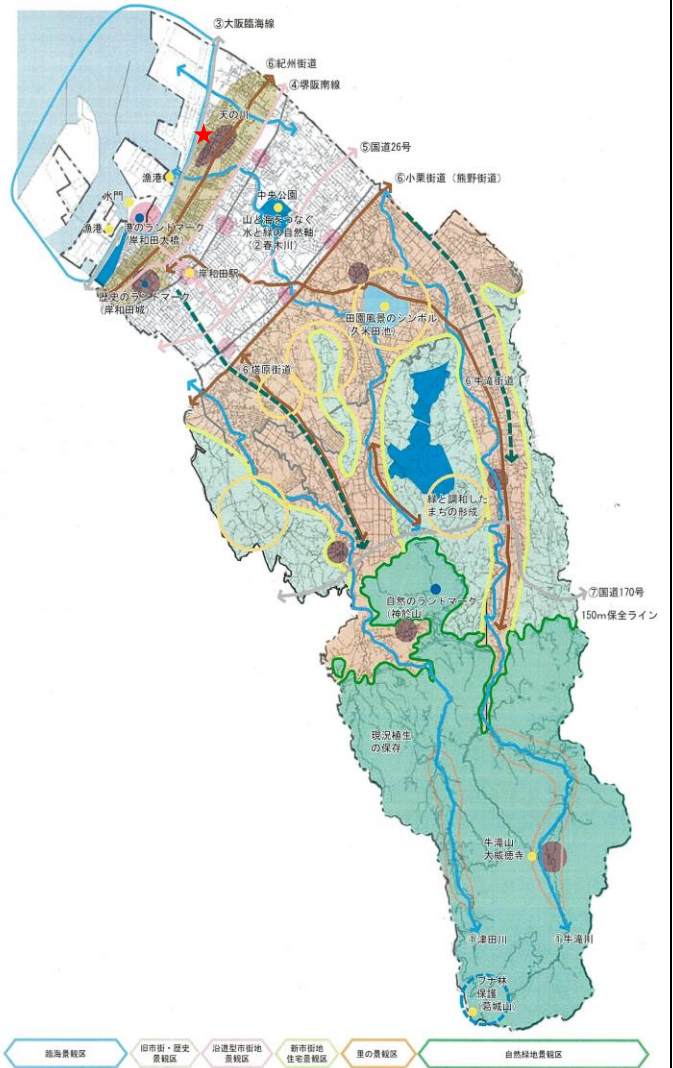 ③大阪臨海線
⑥紀州街道
④堺阪南線
天の川
⑤国道26号
漁港
⑥小栗街道（熊野街道）
水門
中央公園
漁港
海のランドマーク
岸和田大橋）
山と海をつなぐ
水と緑の自然軸
（②春木川）
岸和田駅
歴史のランドマーク
（岸和田城）
田園風景のシンボル
（久米田池）
⑥塔原街道
⑥牛滝街道
緑と調和した
まちの形成
⑦国道170号
自然のランドマーク
（神於山）
150m保全ライン
現況植生
の保存
牛滝山
大威徳寺
①津田川
①牛滝川
ブナ林
保護
（葛城山）
臨海景観区
旧市街・歴史
景観区
沿道型市街地
景観区
新市街地
住宅景観区
里の景観区
自然緑地景観区